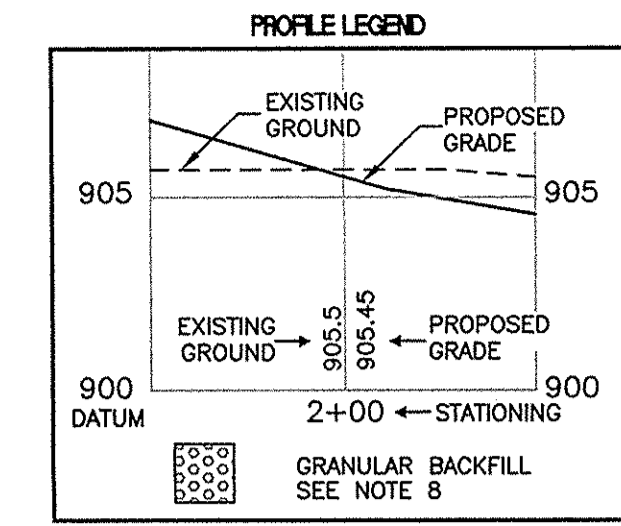 PROFILE LEGEND
EXISTING
GROUND
PROPOSED
GRADE
905
905
EXISTING
GROUND
905.5
905.45
PROPOSED
GRADE
900
900
DATUM
2+00
STATIONING
GRANULAR BACKFILL
SEE NOTE 8